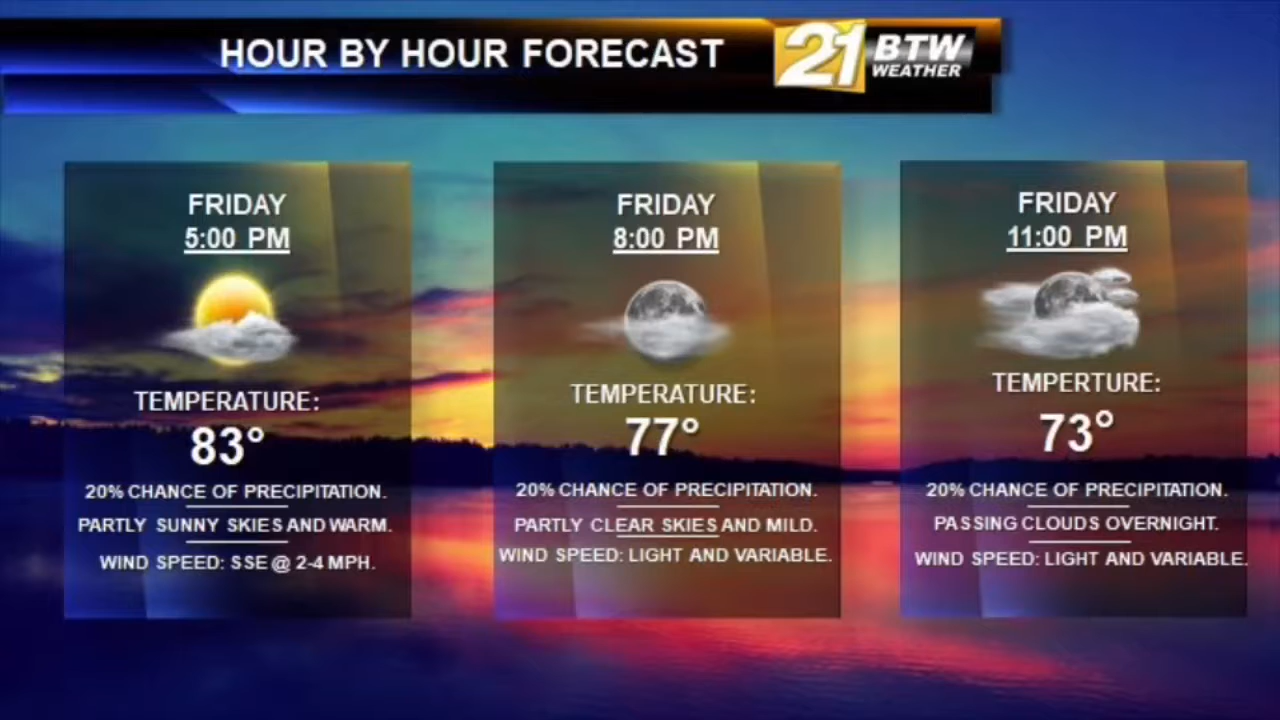 HOUR BY HOUR FORECAST
21 BTW
WEATHER
FRIDAY
5:00 PM
TEMPERATURE:
83°
20% CHANCE OF PRECIPITATION.
PARTLY SUNNY SKIES AND WARM.
WIND SPEED: SSE @ 2-4 MPH.
FRIDAY
8:00 PM
TEMPERATURE:
77°
20% CHANCE OF PRECIPITATION.
PARTLY CLEAR SKIES AND MILD.
WIND SPEED: LIGHT AND VARIABLE.
FRIDAY
11:00 PM
TEMPERTURE:
73°
20% CHANCE OF PRECIPITATION.
PASSING CLOUDS OVERNIGHT.
WIND SPEED: LIGHT AND VARIABLE.